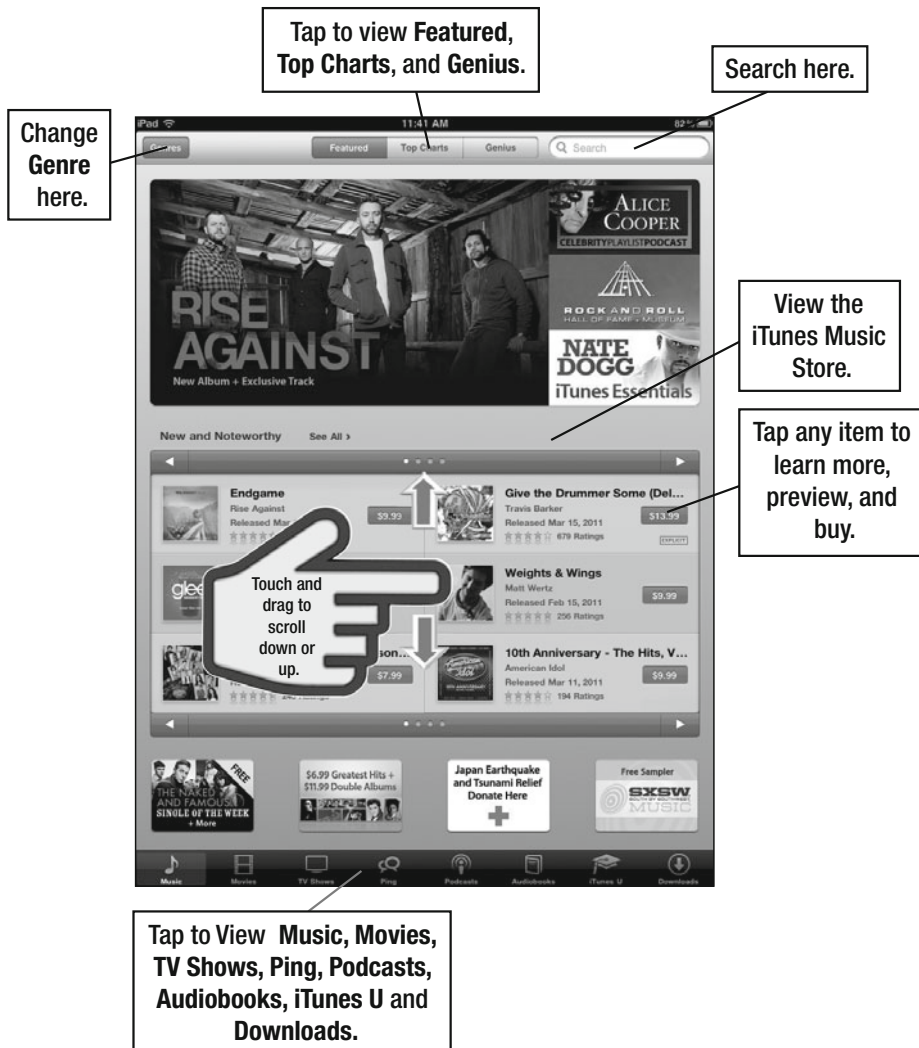 Tap to view Featured,
Top Charts, and Genius.
Search here.
Change
Genre
here.
iPad
11:41 AM
82%
Genres
Featured
Top Charts
Genius
Search
ALICE
COOPER
CELEBRITYPLAYLISTPODCAST
RISE
AGAINST
New Album + Exclusive Track
ROCK AND ROLL
HALL OF FAME + MUSEUM
NATE
DOGG
iTunes Essentials
View the
iTunes Music
Store.
New and Noteworthy See All >
Tap any item to
learn more,
preview, and
buy.
Endgame
Rise Against
Released Mar
$9.99
Give the Drummer Some (Del...
Travis Barker
Released Mar 15, 2011
679 Ratings
$13.99
EXPLICIT
glee
Touch and
drag to
scroll
down or
up.
Weights & Wings
Matt Wertz
Released Feb 15, 2011
256 Ratings
$9.99
son...
$7.99
10th Anniversary - The Hits, V...
American Idol
Released Mar 11, 2011
194 Ratings
$9.99
FREE
THE NAKED
AND FAMOUS
SINGLE OF THE WEEK
+ More
$6.99 Greatest Hits +
$11.99 Double Albums
Japan Earthquake
and Tsunami Relief
Donate Here
Free Sampler
SXSW
SOUTH BY SOUTHWEST
MUSIC
Music
Movies
TV Shows
Ping
Podcasts
Audiobooks
iTunes U
Downloads
Tap to View Music, Movies,
TV Shows, Ping, Podcasts,
Audiobooks, iTunes U and
Downloads.